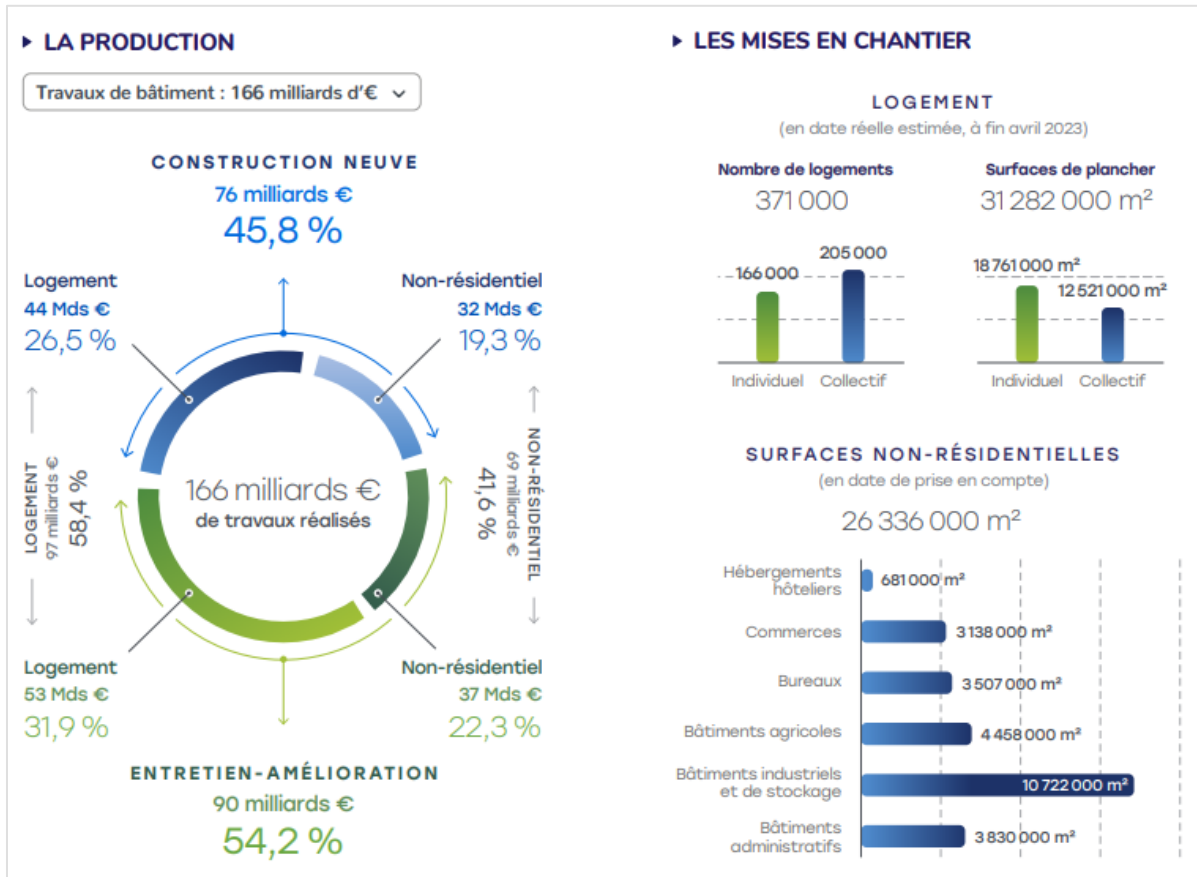 LA PRODUCTION
Travaux de bâtiment : 166 milliards d'€
CONSTRUCTION NEUVE
76 milliards €
45,8 %
Logement
44 Mds €
26,5 %
Non-résidentiel
32 Mds €
19,3 %
LOGEMENT
97 milliards €
58,4 %
166 milliards €
de travaux réalisés
NON-RÉSIDENTIEL
69 milliards €
41,6 %
Logement
53 Mds €
31,9 %
Non-résidentiel
37 Mds €
22,3 %
ENTRETIEN-AMÉLIORATION
90 milliards €
54,2 %
LES MISES EN CHANTIER
LOGEMENT
(en date réelle estimée, à fin avril 2023)
Nombre de logements
371 000
166 000
205 000
Individuel Collectif
Surfaces de plancher
31 282 000 m²
18 761 000 m²
12 521 000 m²
Individuel Collectif
SURFACES NON-RÉSIDENTIELLES
(en date de prise en compte)
26 336 000 m²
Hébergements
hôteliers
681 000 m²
Commerces
3 138 000 m²
Bureaux
3 507 000 m²
Bâtiments agricoles
4 458 000 m²
Bâtiments industriels
et de stockage
10 722 000 m²
Bâtiments
administratifs
3 830 000 m²